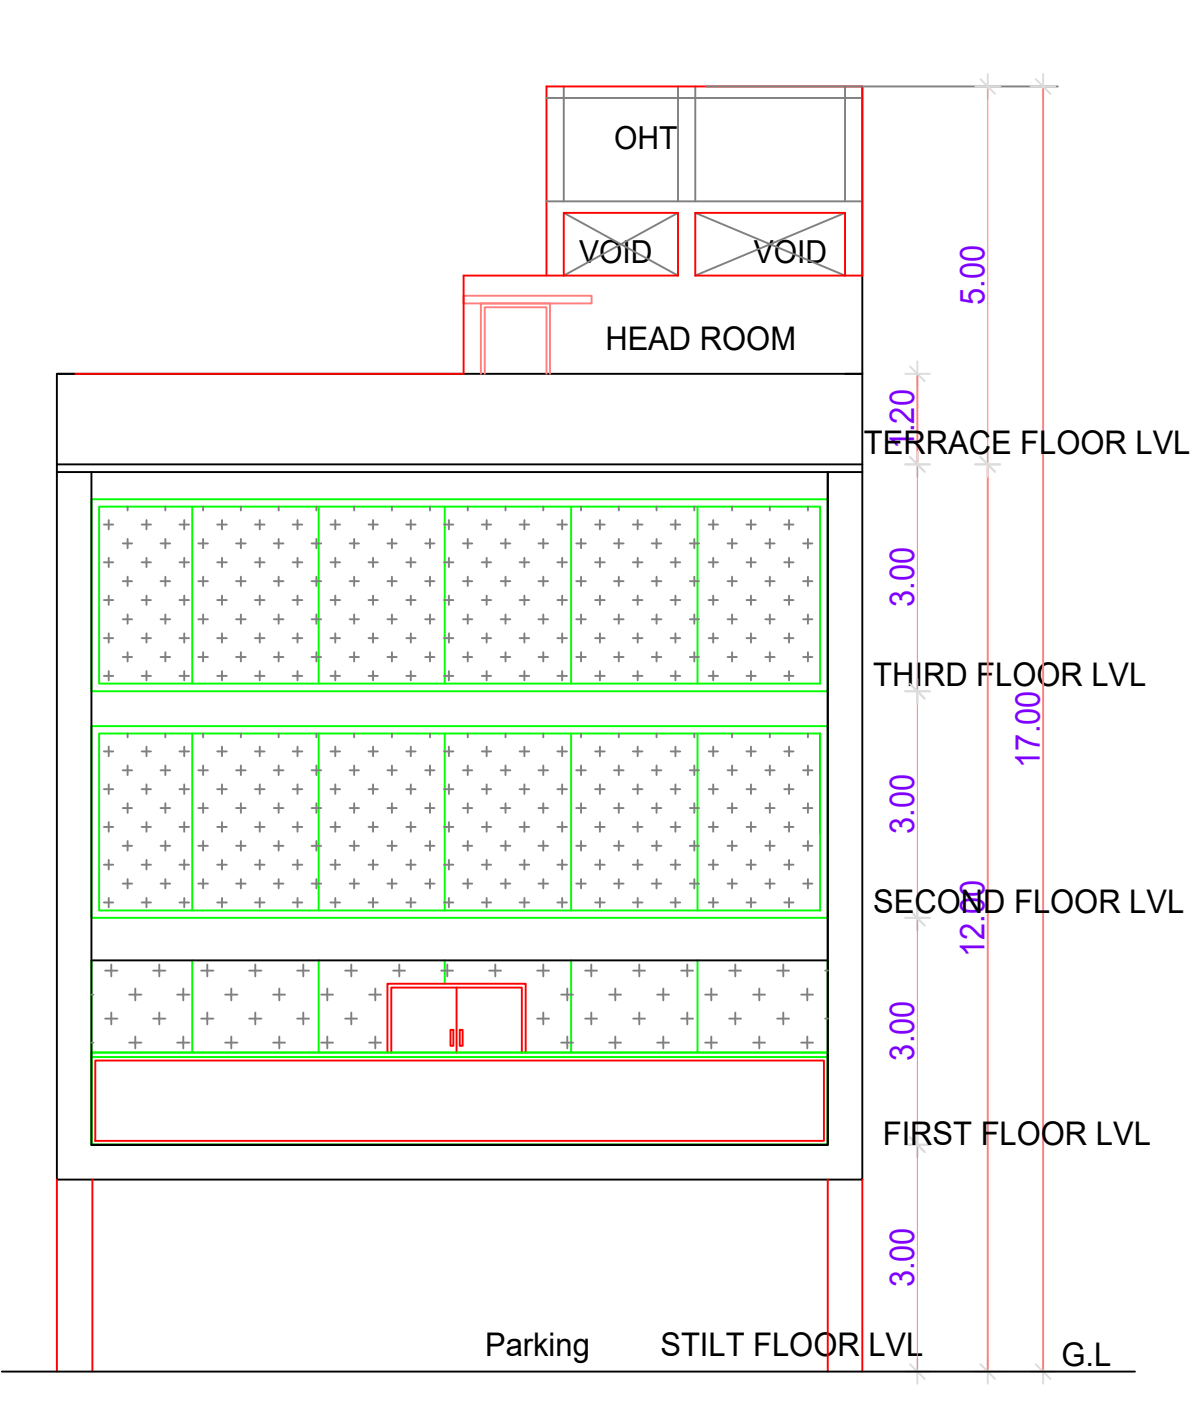 OHT
VOID VOID
5.00
HEAD ROOM
1.20
TERRACE FLOOR LVL
3.00
THIRD FLOOR LVL
17.00
3.00
SECOND FLOOR LVL
12.00
3.00
FIRST FLOOR LVL
3.00
Parking STILT FLOOR LVL
G.L